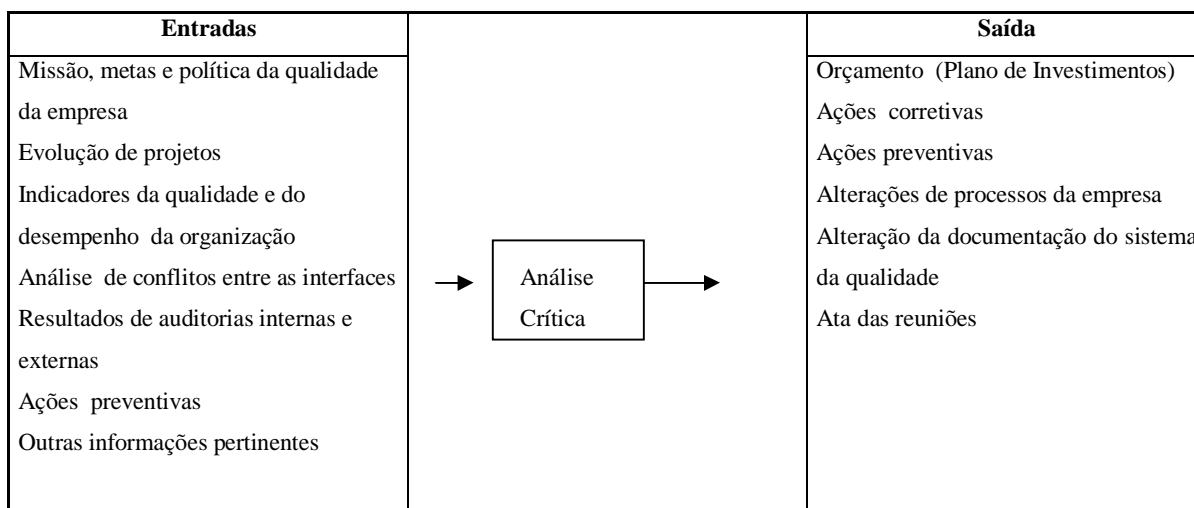 Entradas
Missão, metas e política da qualidade
da empresa
Evolução de projetos
Indicadores da qualidade e do
desempenho da organização
Análise de conflitos entre as interfaces
Resultados de auditorias internas e
externas
Ações preventivas
Outras informações pertinentes
Análise
Crítica
Saída
Orçamento (Plano de Investimentos)
Ações corretivas
Ações preventivas
Alterações de processos da empresa
Alteração da documentação do sistema
da qualidade
Ata das reuniões